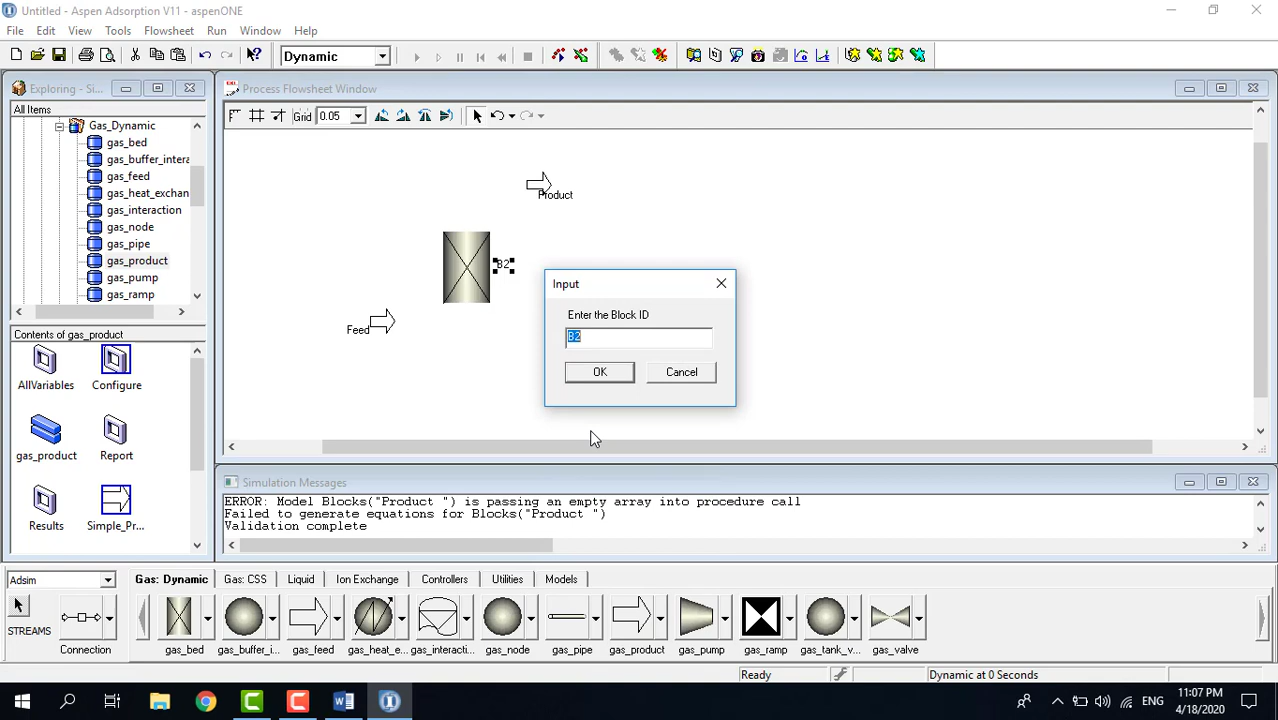 Untitled - Aspen Adsorption V11 - aspenONE
File Edit View Tools Flowsheet Run Window Help
Dynamic
Exploring - Si...
All Items
Gas_Dynamic
gas_bed
gas_buffer_intera
gas_feed
gas_heat_exchan
gas_interaction
gas_node
gas_pipe
gas_product
gas_pump
gas_ramp
Contents of gas_product
AllVariables Configure
gas_product Report
Results Simple_Pr...
Process Flowsheet Window
Grid 0.05
Product
B2
Feed
Input
Enter the Block ID
B2
OK Cancel
Simulation Messages
ERROR: Model Blocks("Product ") is passing an empty array into procedure call
Failed to generate equations for Blocks("Product ")
Validation complete
Adsim Gas: Dynamic Gas: CSS Liquid Ion Exchange Controllers Utilities Models
STREAMS Connection gas_bed gas_buffer_i... gas_feed gas_heat_e... gas_interacti... gas_node gas_pipe gas_product gas_pump gas_ramp gas_tank_v... gas_valve
Ready Dynamic at 0 Seconds
ENG
11:07 PM
4/18/2020